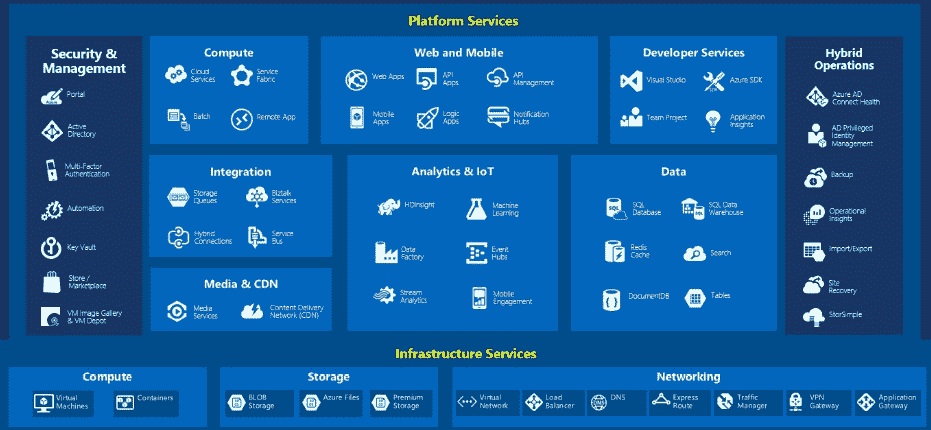 Platform Services
Security &
Management
Portal
Active
Directory
Multi-Factor
Authentication
Automation
Key Vault
Store /
Marketplace
VM Image Gallery
& VM Depot
Compute
Cloud
Services
Service
Fabric
Batch
Remote App
Web and Mobile
Web Apps
API
Apps
API
Management
Mobile
Apps
Logic
Apps
Notification
Hubs
Developer Services
Visual Studio
Azure SDK
Team Project
Application
Insights
Integration
Storage
Queues
Biztalk
Services
Hybrid
Connections
Service
Bus
Media & CDN
Media
Services
Content Delivery
Network (CDN)
Analytics & IoT
HDInsight
Machine
Learning
Data
Factory
Event
Hubs
Stream
Analytics
Mobile
Engagement
Data
SQL
SQL
Database
SQL Data
Warehouse
Redis
Cache
Search
DocumentDB
Tables
Hybrid
Operations
Azure AD
Connect Health
AD Privileged
Identity
Management
Backup
Operational
Insights
Import/Export
Site
Recovery
StorSimple
Infrastructure Services
Compute
Virtual
Machines
Containers
Storage
BLOB
Storage
Azure Files
Premium
Storage
Networking
Virtual
Network
Load
Balancer
DNS
DNS
Express
Route
Traffic
Manager
VPN
Gateway
Application
Gateway